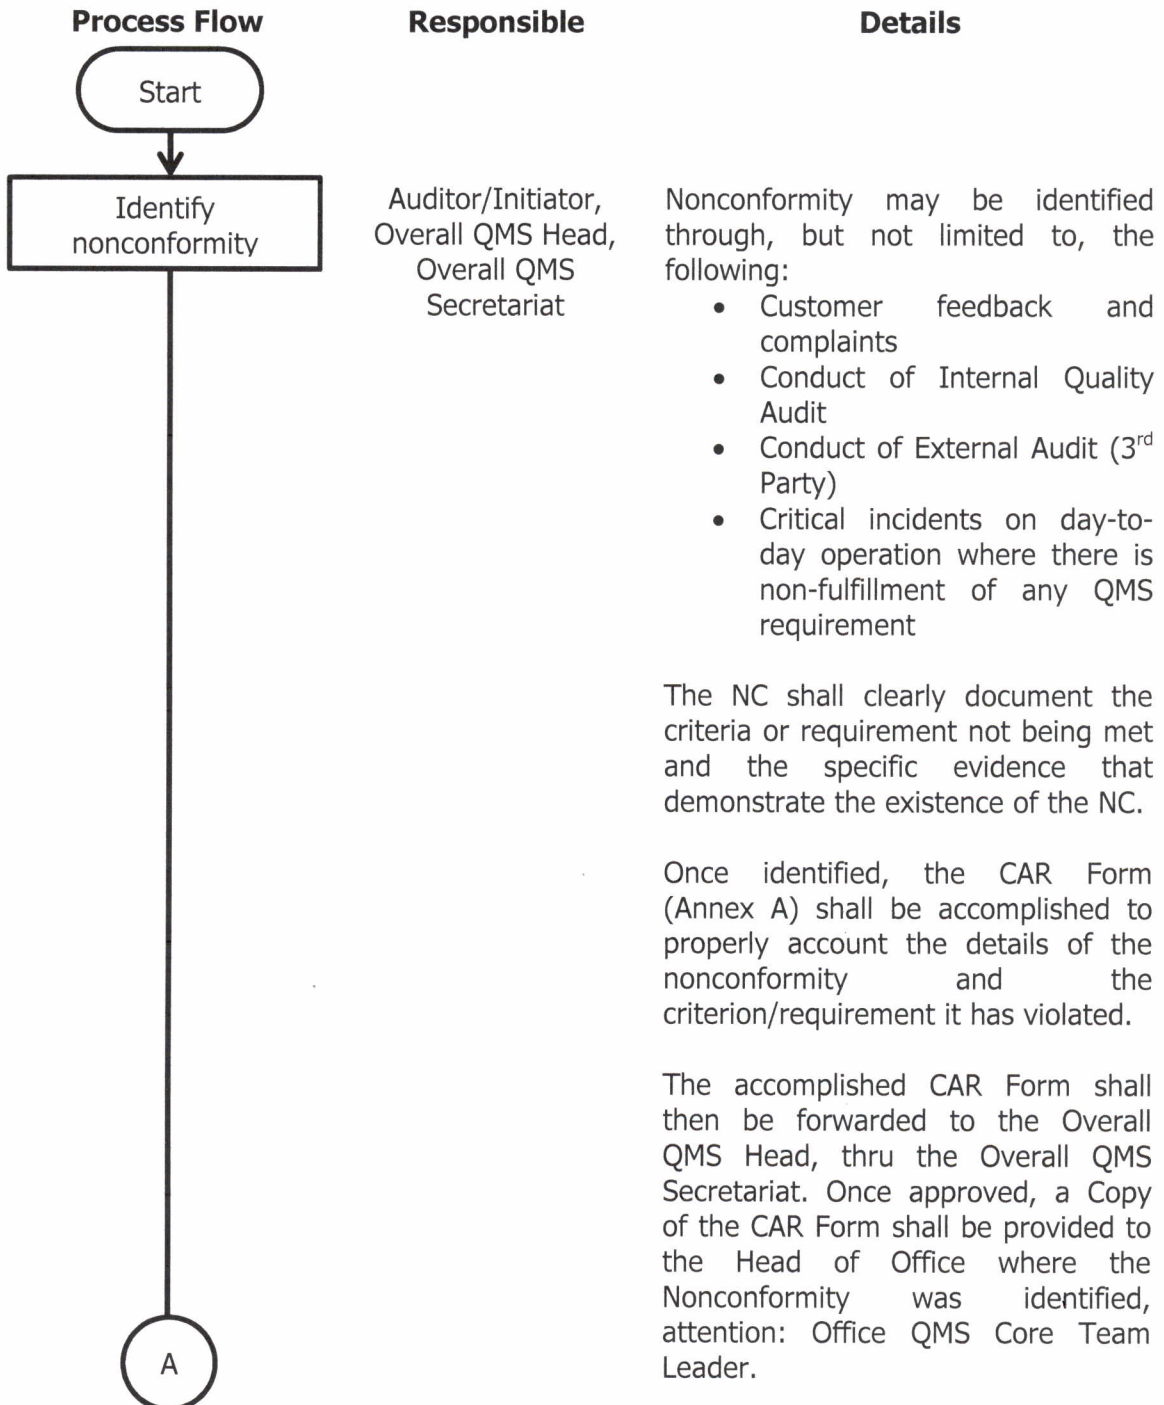 Process Flow Responsible Details
Start
Identify
nonconformity
Auditor/Initiator,
Overall QMS Head,
Overall QMS
Secretariat
Nonconformity may be identified
through, but not limited to, the
following:
• Customer feedback and
complaints
• Conduct of Internal Quality
Audit
• Conduct of External Audit (3rd
Party)
• Critical incidents on day-to-
day operation where there is
non-fulfillment of any QMS
requirement
The NC shall clearly document the
criteria or requirement not being met
and the specific evidence that
demonstrate the existence of the NC.
Once identified, the CAR Form
(Annex A) shall be accomplished to
properly account the details of the
nonconformity and the
criterion/requirement it has violated.
The accomplished CAR Form shall
then be forwarded to the Overall
QMS Head, thru the Overall QMS
Secretariat. Once approved, a Copy
of the CAR Form shall be provided to
the Head of Office where the
Nonconformity was identified,
attention: Office QMS Core Team
Leader.
A